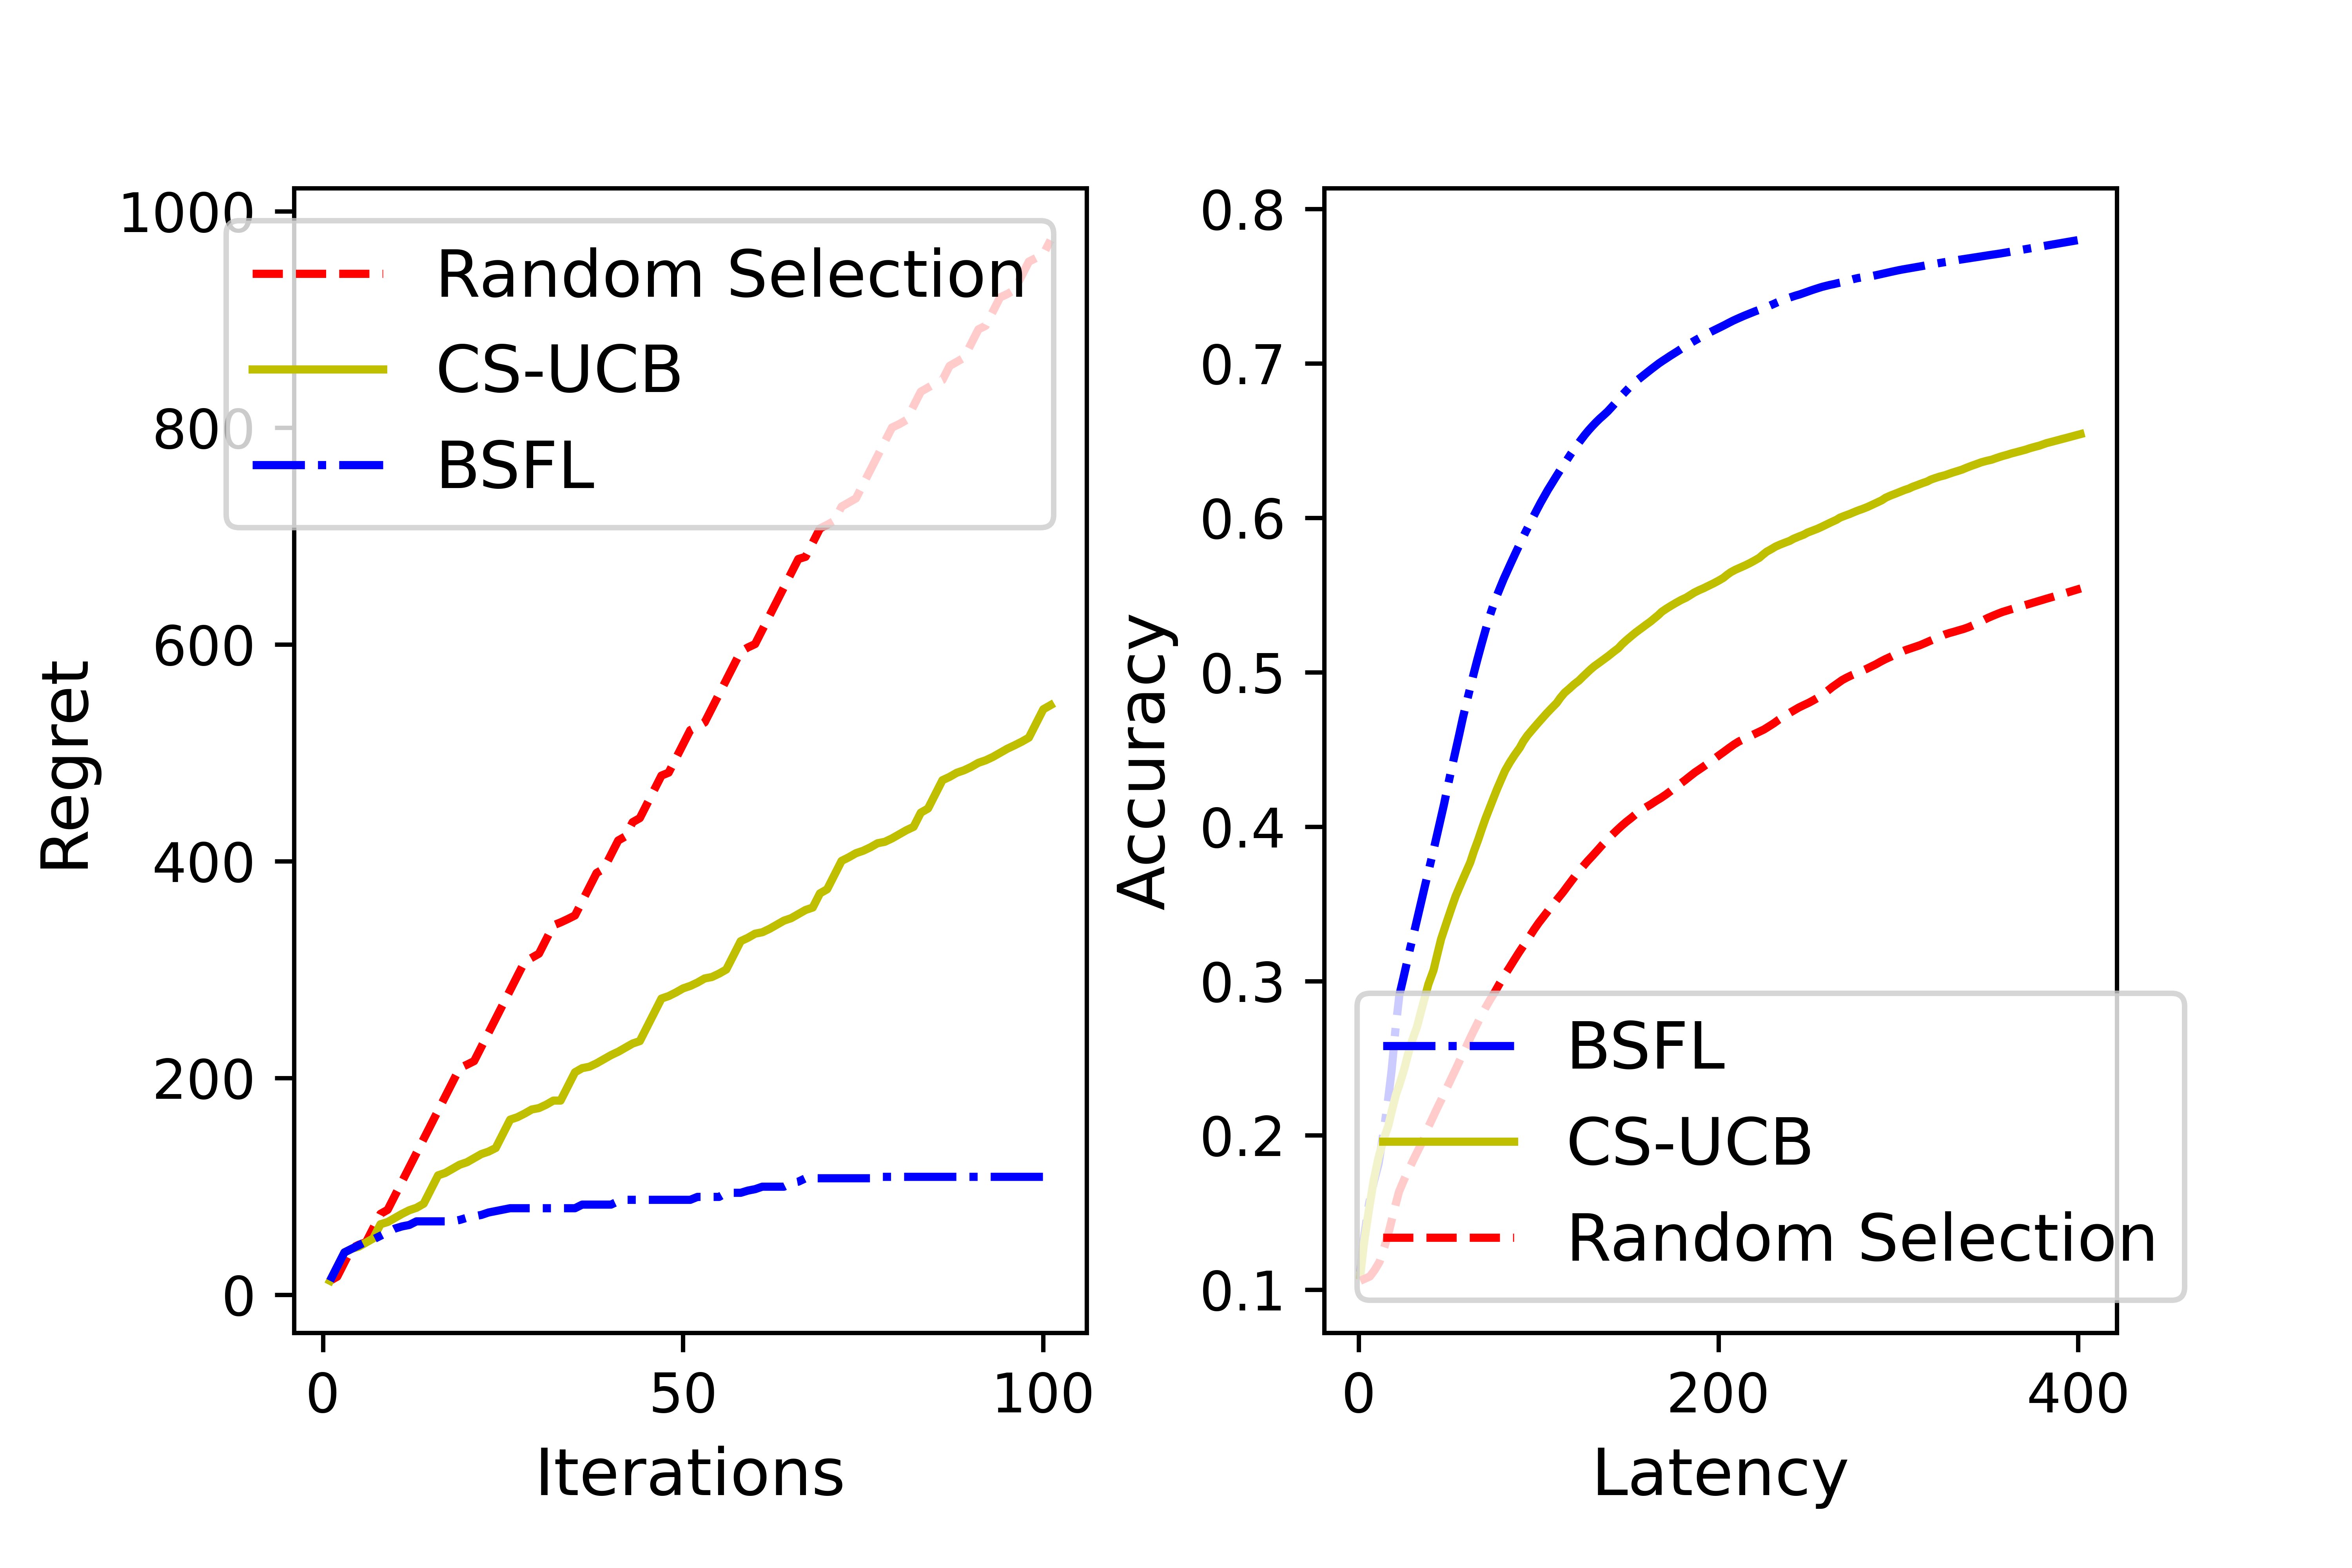 1000
800
600
400
200
0
Regret
0 50 100
Iterations
Random Selection
CS-UCB
BSFL
0.8
0.7
0.6
0.5
0.4
0.3
0.2
0.1
Accuracy
0 200 400
Latency
BSFL
CS-UCB
Random Selection